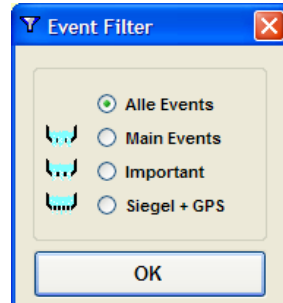 Event Filter
Alle Events
Main Events
Important
Siegel + GPS
OK